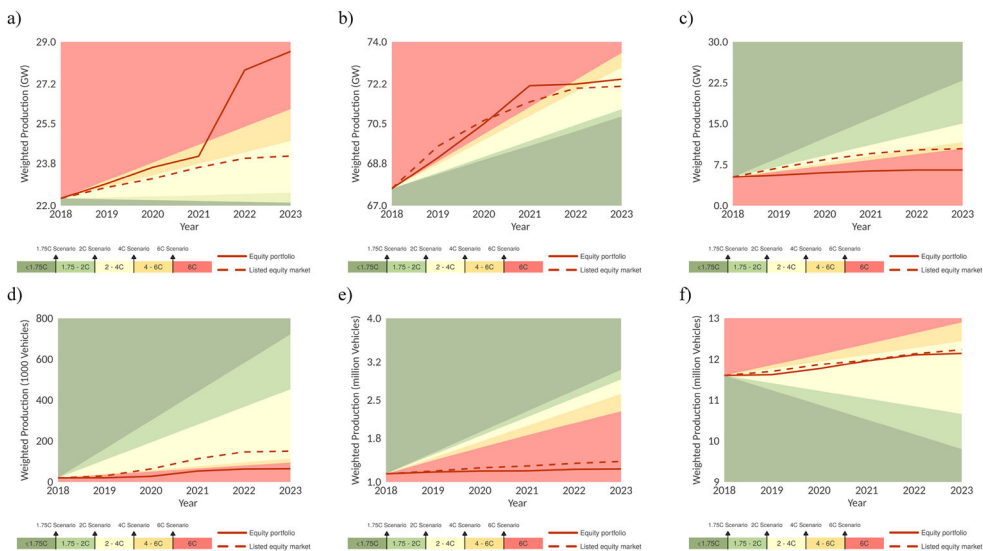 a)
29.0
27.2
25.5
23.8
22.0
Weighted Production (GW)
2018 2019 2020 2021 2022 2023
Year
1.75C Scenario 2C Scenario 4C Scenario 6C Scenario
<1.75C 1.75 - 2C 2 - 4C 4 - 6C 6C
Equity portfolio
Listed equity market
b)
74.0
72.2
70.5
68.8
67.0
Weighted Production (GW)
2018 2019 2020 2021 2022 2023
Year
1.75C Scenario 2C Scenario 4C Scenario 6C Scenario
<1.75C 1.75 - 2C 2 - 4C 4 - 6C 6C
Equity portfolio
Listed equity market
c)
30.0
22.5
15.0
7.5
0.0
Weighted Production (GW)
2018 2019 2020 2021 2022 2023
Year
1.75C Scenario 2C Scenario 4C Scenario 6C Scenario
<1.75C 1.75 - 2C 2 - 4C 4 - 6C 6C
Equity portfolio
Listed equity market
d)
800
600
400
200
0
Weighted Production (1000 Vehicles)
2018 2019 2020 2021 2022 2023
Year
1.75C Scenario 2C Scenario 4C Scenario 6C Scenario
<1.75C 1.75 - 2C 2 - 4C 4 - 6C 6C
Equity portfolio
Listed equity market
e)
4.0
3.2
2.5
1.8
1.0
Weighted Production (million Vehicles)
2018 2019 2020 2021 2022 2023
Year
1.75C Scenario 2C Scenario 4C Scenario 6C Scenario
<1.75C 1.75 - 2C 2 - 4C 4 - 6C 6C
Equity portfolio
Listed equity market
f)
13
12
11
10
9
Weighted Production (million Vehicles)
2018 2019 2020 2021 2022 2023
Year
1.75C Scenario 2C Scenario 4C Scenario 6C Scenario
<1.75C 1.75 - 2C 2 - 4C 4 - 6C 6C
Equity portfolio
Listed equity market